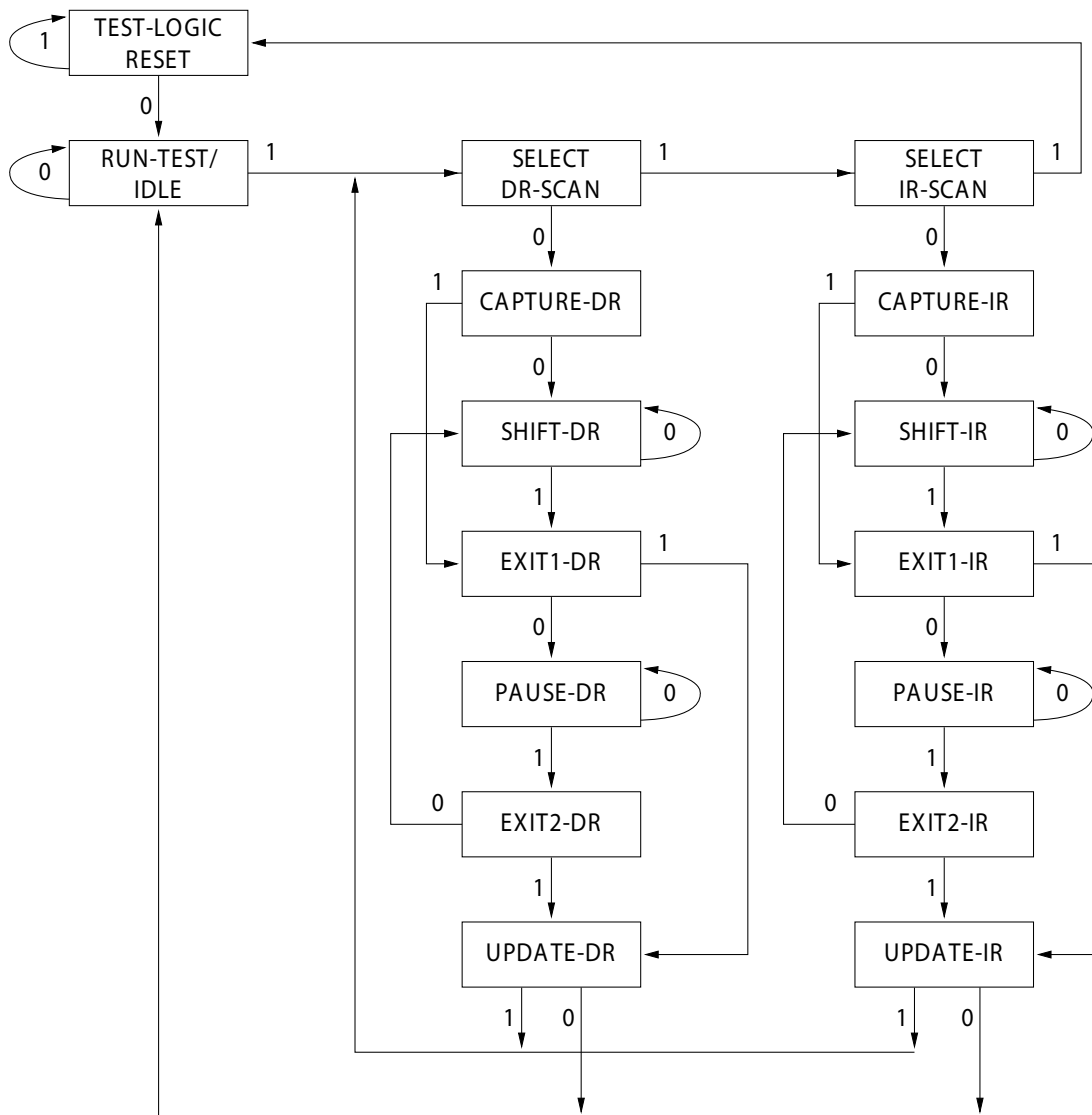 TEST-LOGIC
RESET
1
0
RUN-TEST/
IDLE
0
1
SELECT
DR-SCAN
1
SELECT
IR-SCAN
1
0
0
1
CAPTURE-DR
1
CAPTURE-IR
0
0
SHIFT-DR
0
SHIFT-IR
0
1
1
EXIT1-DR
1
EXIT1-IR
1
0
0
PAUSE-DR
0
PAUSE-IR
0
1
1
0
EXIT2-DR
0
EXIT2-IR
1
1
UPDATE-DR
UPDATE-IR
1
0
1
0